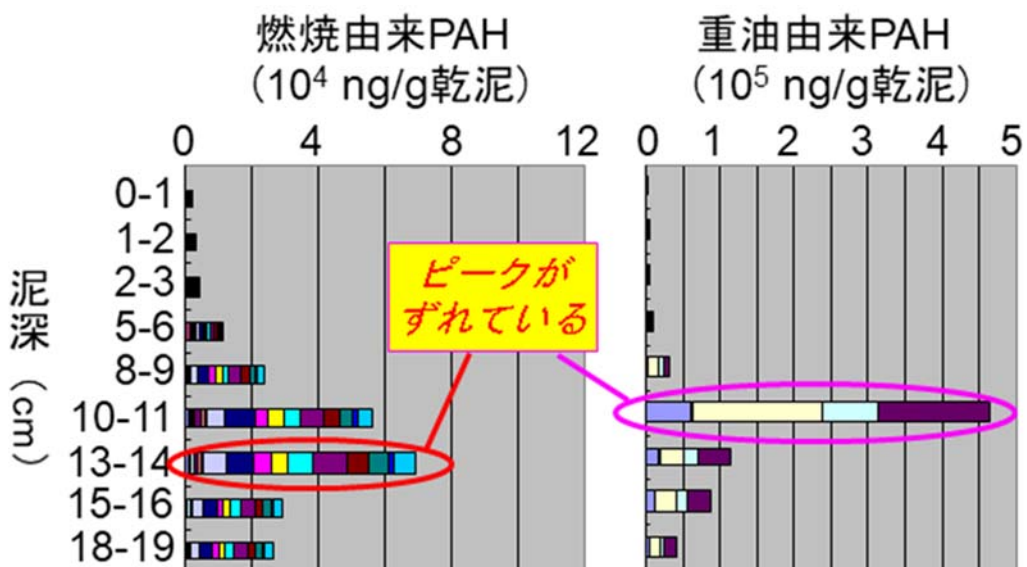 燃焼由来PAH
（10⁴ ng/g乾泥）
重油由来PAH
（10⁵ ng/g乾泥）
0 4 8 12
0 1 2 3 4 5
泥深（cm）
0-1
1-2
2-3
5-6
8-9
10-11
13-14
15-16
18-19
ピークが
ずれている